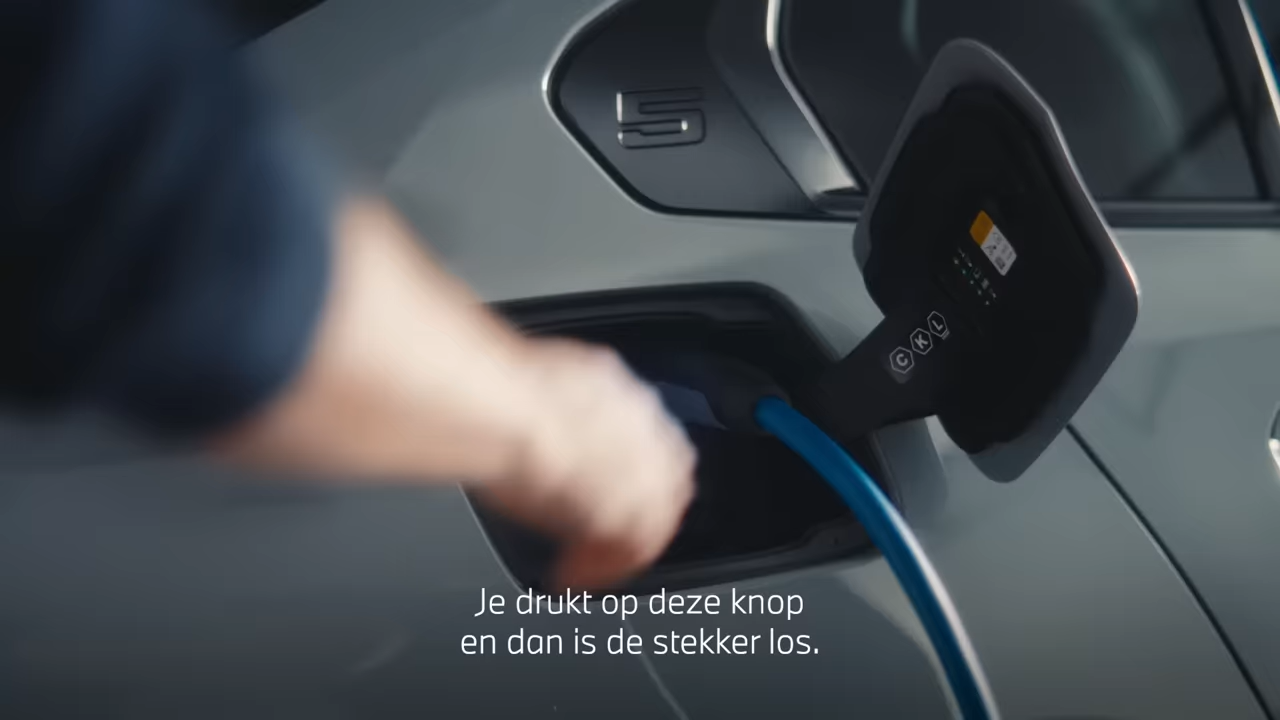 5
C K L
Je drukt op deze knop
en dan is de stekker los.